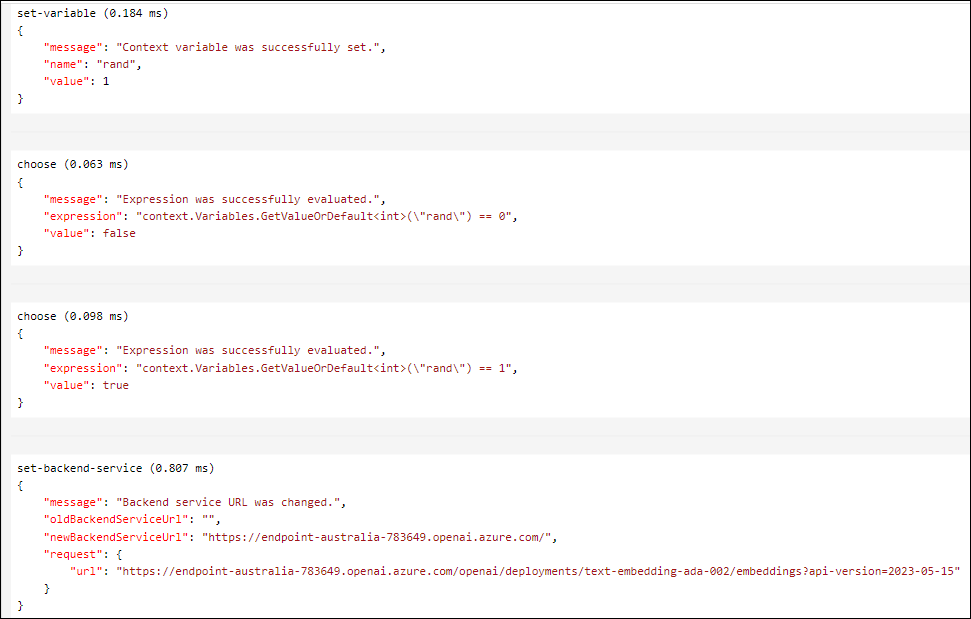 set-variable (0.184 ms)
{
    "message": "Context variable was successfully set.",
    "name": "rand",
    "value": 1
}
choose (0.063 ms)
{
    "message": "Expression was successfully evaluated.",
    "expression": "context.Variables.GetValueOrDefault<int>(\"rand\") == 0",
    "value": false
}
choose (0.098 ms)
{
    "message": "Expression was successfully evaluated.",
    "expression": "context.Variables.GetValueOrDefault<int>(\"rand\") == 1",
    "value": true
}
set-backend-service (0.807 ms)
{
    "message": "Backend service URL was changed.",
    "oldBackendServiceUrl": "",
    "newBackendServiceUrl": "https://endpoint-australia-783649.openai.azure.com/",
    "request": {
        "url": "https://endpoint-australia-783649.openai.azure.com/openai/deployments/text-embedding-ada-002/embeddings?api-version=2023-05-15"
    }
}